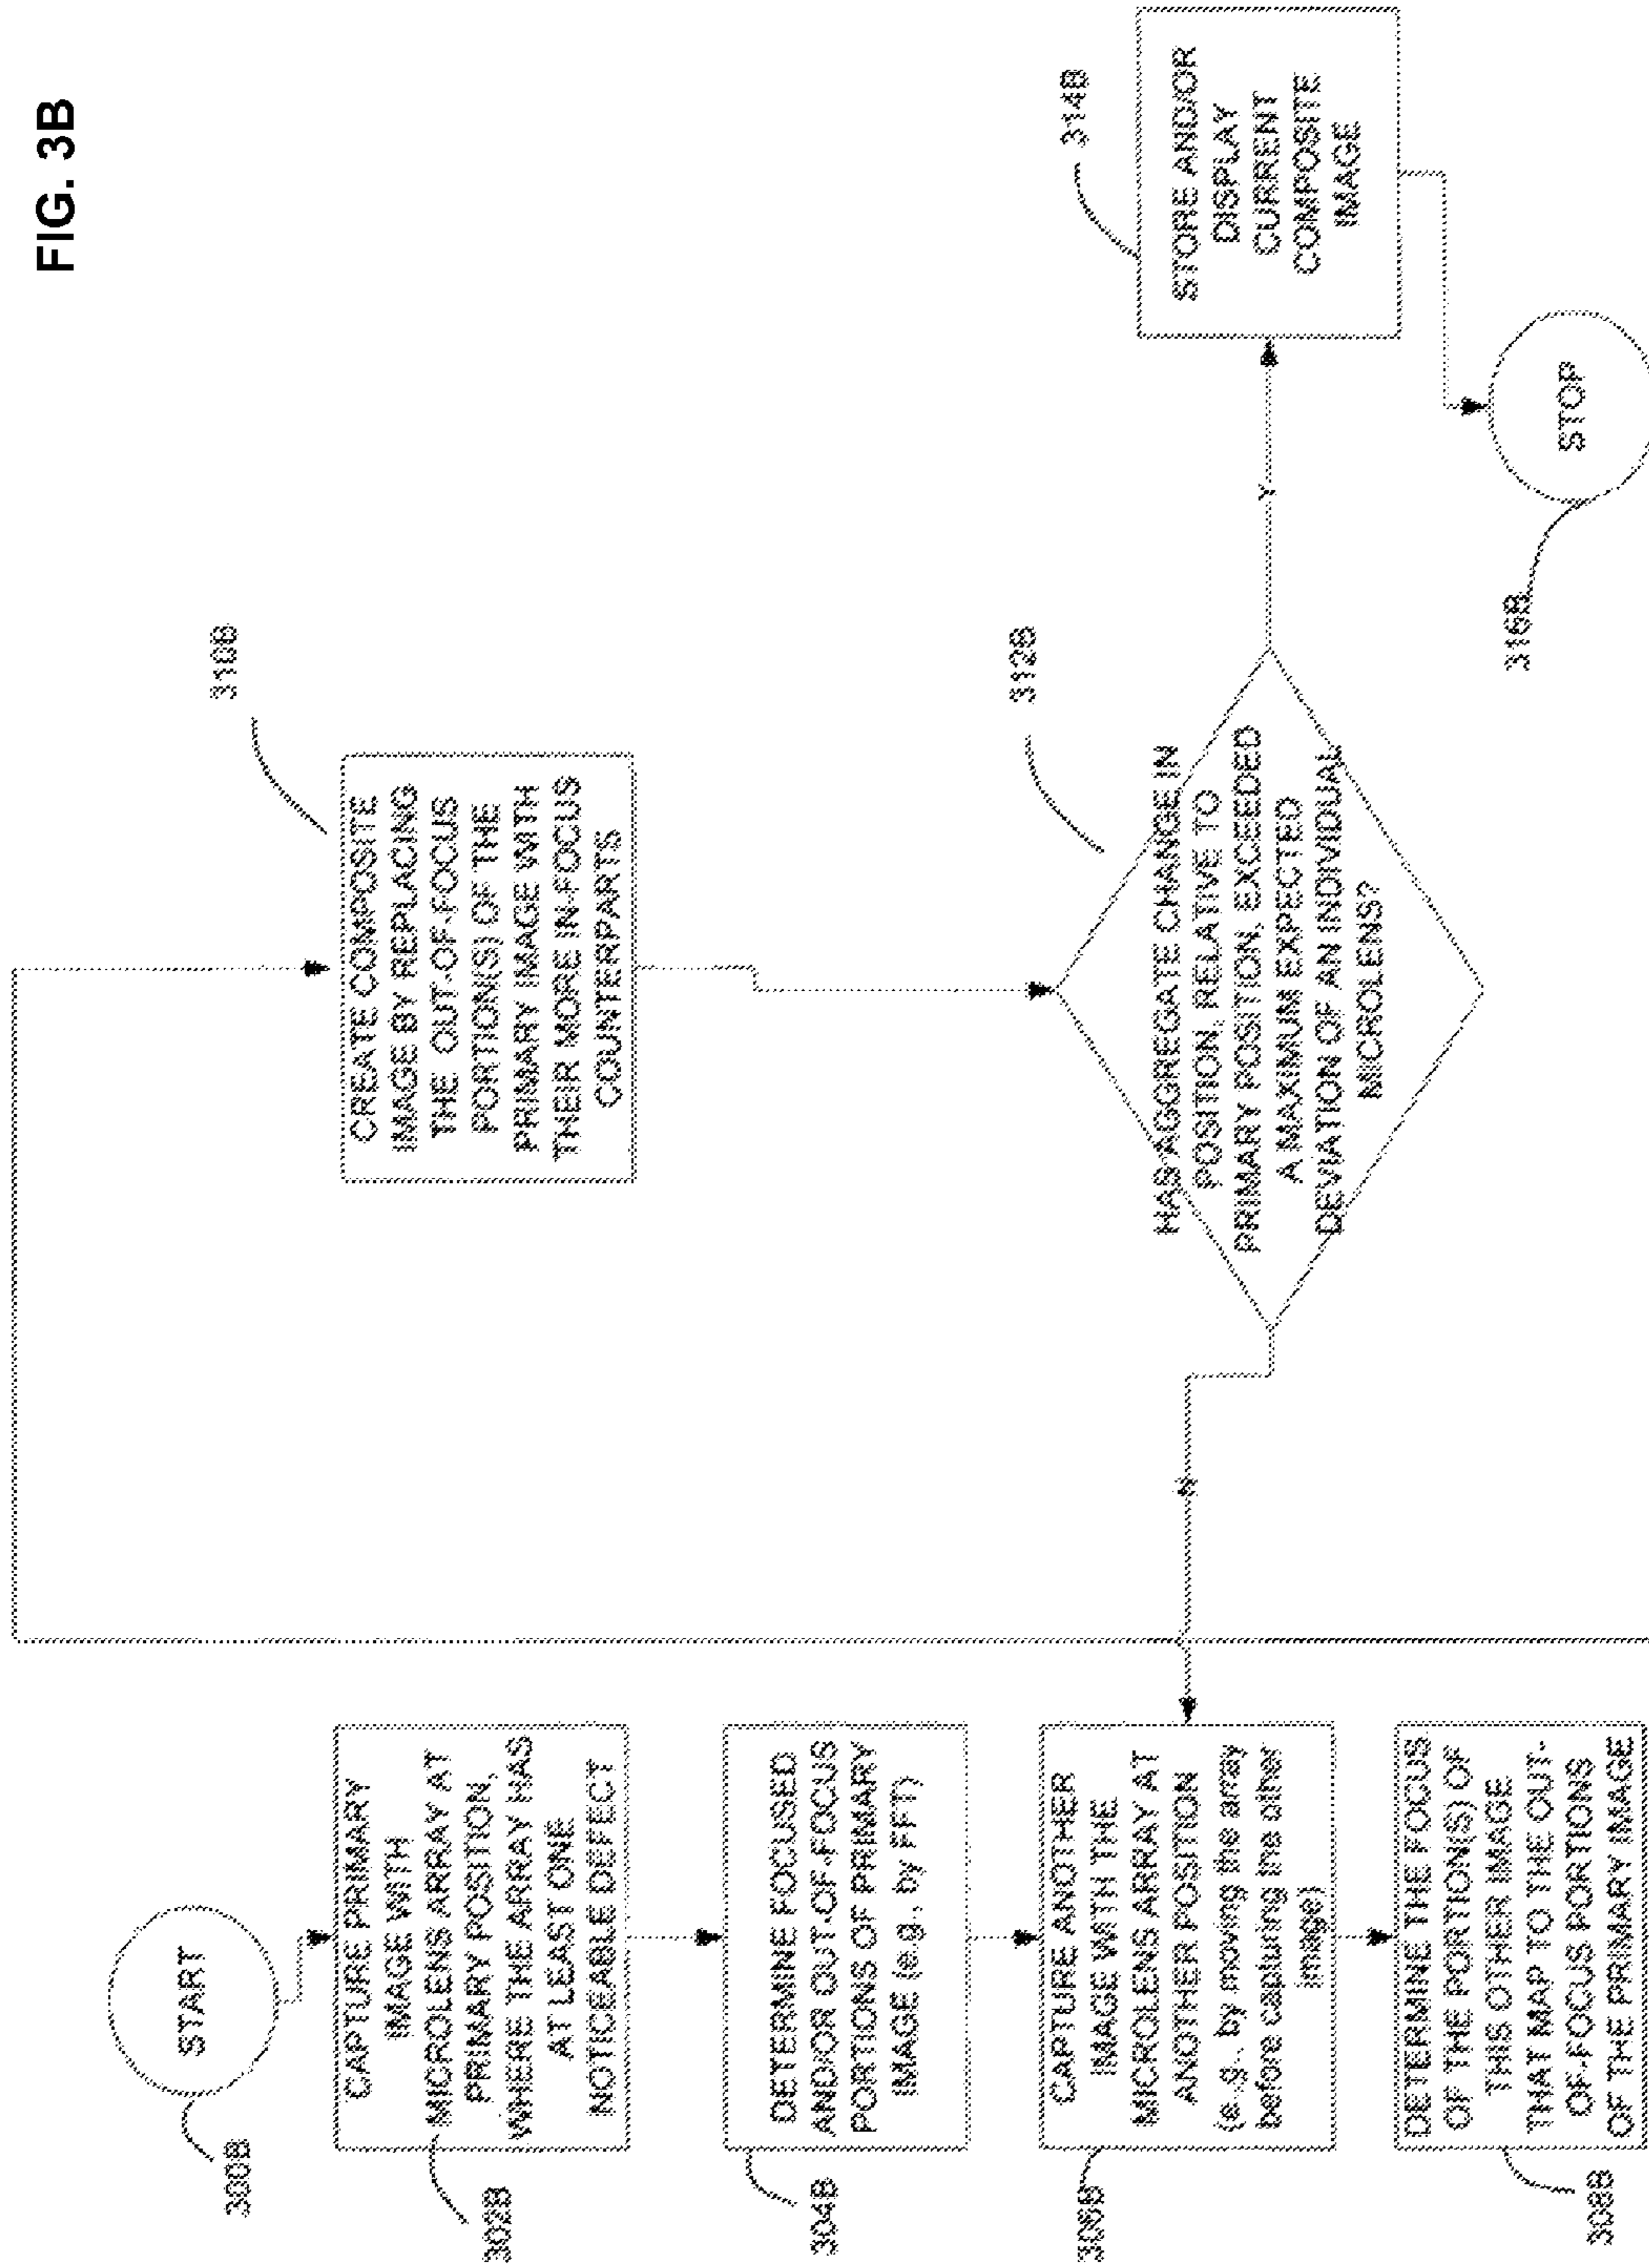 FIG. 3B
START
300B
CAPTURE PRIMARY
IMAGE WITH
MICROLENS ARRAY AT
PRIMARY POSITION,
WHERE THE ARRAY HAS
AT LEAST ONE
NOTICEABLE DEFECT
302B
DETERMINE FOCUSED
AND/OR OUT-OF-FOCUS
PORTIONS OF PRIMARY
IMAGE (e.g., by FFT)
304B
CAPTURE ANOTHER
IMAGE WITH THE
MICROLENS ARRAY AT
ANOTHER POSITION
(e..g., by moving the array
before capturing the other
image)
306B
DETERMINE THE FOCUS
OF THE PORTION(S) OF
THIS OTHER IMAGE
THAT MAP TO THE OUT-
OF-FOCUS PORTIONS
OF THE PRIMARY IMAGE
308B
310B
CREATE COMPOSITE
IMAGE BY REPLACING
THE OUT-OF-FOCUS
PORTION(S) OF THE
PRIMARY IMAGE WITH
THEIR MORE IN-FOCUS
COUNTERPARTS
312B
HAS AGGREGATE CHANGE IN
POSITION, RELATIVE TO
PRIMARY POSITION, EXCEEDED
A MAXIMUM EXPECTED
DEVIATION OF AN INDIVIDUAL
MICROLENS?
N
Y
314B
STORE AND/OR
DISPLAY
CURRENT
COMPOSITE
IMAGE
STOP
316B